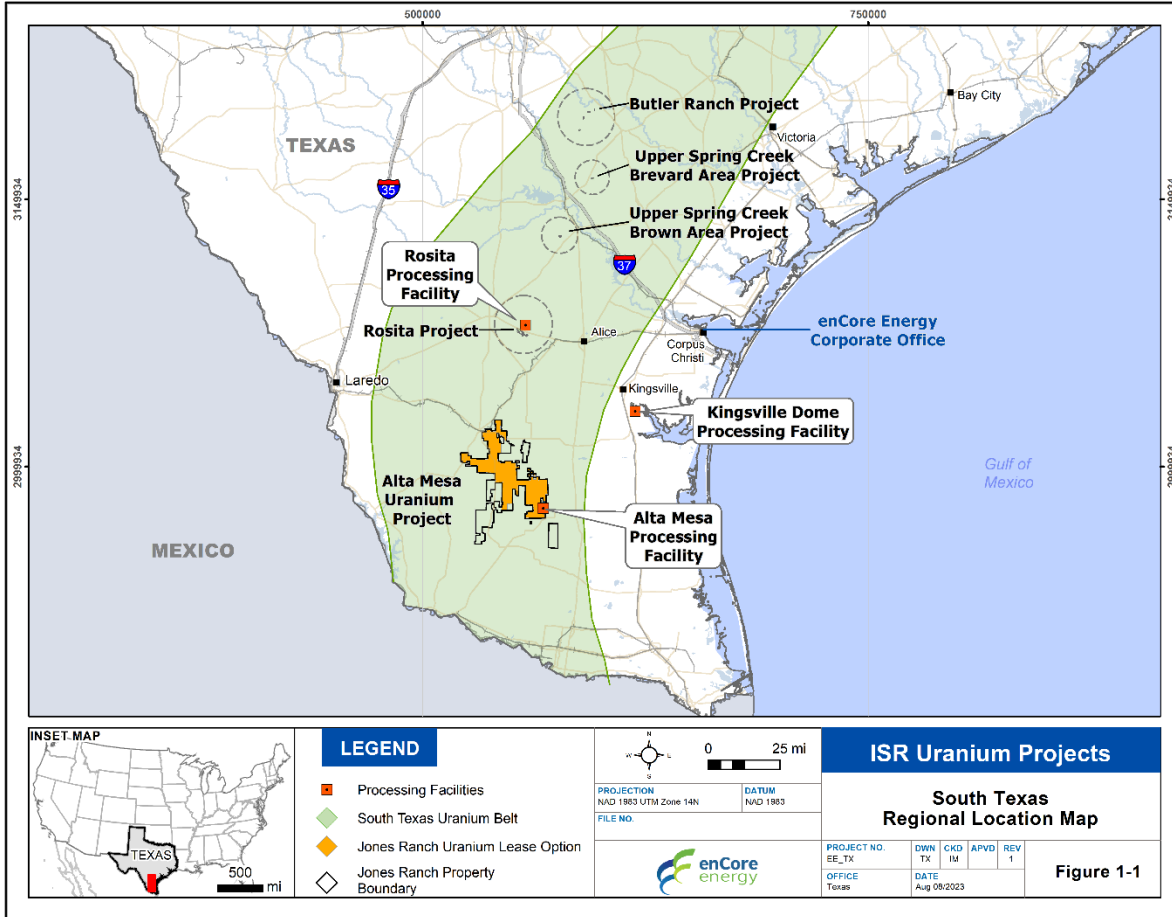 500000
750000
Butler Ranch Project
Bay City
Victoria
TEXAS
Upper Spring Creek
Brevard Area Project
35
3149934
3149934
Upper Spring Creek
Brown Area Project
Rosita
Processing
Facility
37
Rosita Project
Alice
enCore Energy
Corporate Office
Corpus
Christi
Laredo
Kingsville
Kingsville Dome
Processing Facility
2999934
2999934
Gulf of
Mexico
Alta Mesa
Uranium
Project
Alta Mesa
Processing
Facility
MEXICO
INSET MAP
TEXAS
500
mi
LEGEND
Processing Facilities
South Texas Uranium Belt
Jones Ranch Uranium Lease Option
Jones Ranch Property
Boundary
N
W E
S
0 25 mi
PROJECTION
NAD 1983 UTM Zone 14N
DATUM
NAD 1983
FILE NO.
enCore
energy
ISR Uranium Projects
South Texas
Regional Location Map
PROJECT NO.
EE_TX
DWN
TX
CKD
IM
APVD
REV
1
OFFICE
Texas
DATE
Aug 08/2023
Figure 1-1